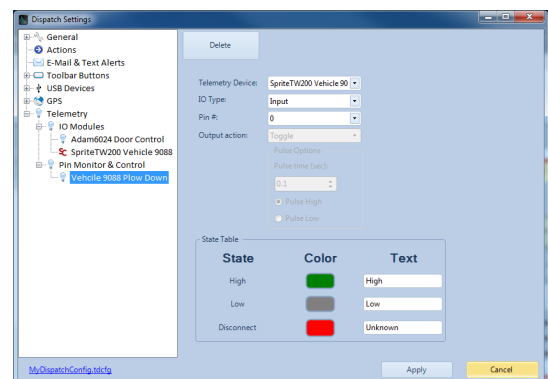 Dispatch Settings
General
Actions
E-Mail & Text Alerts
Toolbar Buttons
USB Devices
GPS
Telemetry
IO Modules
Adam6024 Door Control
SpriteTW200 Vehicle 9088
Pin Monitor & Control
Vehcile 9088 Plow Down
MyDispatchConfig.tdcfg
Delete
Telemetry Device: SpriteTW200 Vehicle 90
IO Type: Input
Pin #: 0
Output action: Toggle
Pulse Options
Pulse time (sec):
0.1
Pulse High
Pulse Low
State Table
State Color Text
High High
Low Low
Disconnect Unknown
Apply Cancel